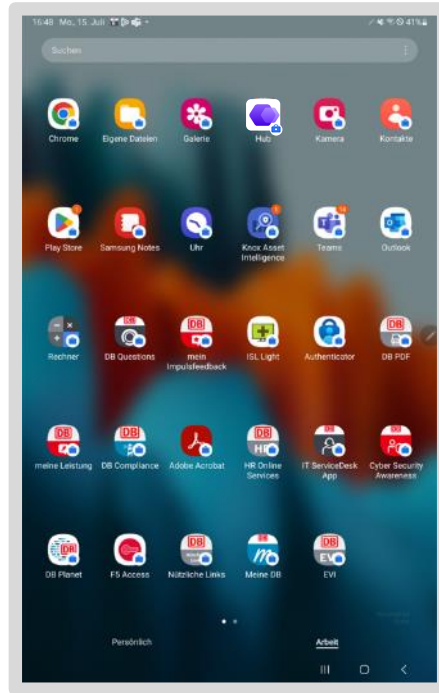 16:48 Mo., 15. Juli
41%
Suchen
Chrome
Eigene Dateien
Galerie
Hub
Kamera
Kontakte
Play Store
Samsung Notes
Uhr
Knox Asset
Intelligence
Teams
Outlook
Rechner
DB Questions
mein
Impulsfeedback
ISL Light
Authenticator
DB PDF
meine Leistung
DB Compliance
Adobe Acrobat
HR Online
Services
IT ServiceDesk
App
Cyber Security
Awareness
DB Planet
F5 Access
Nützliche Links
Meine DB
EVI
Persönlich
Arbeit